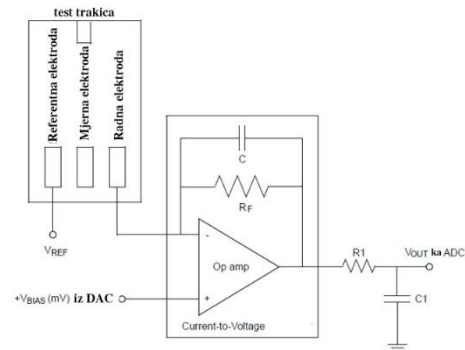 test trakica
Referentna elektroda
Mjerna elektroda
Radna elektroda
C
RF
VREF
-
Op amp
+
+VBIAS (mV) iz DAC
Current-to-Voltage
R1
VOUT ka ADC
C1